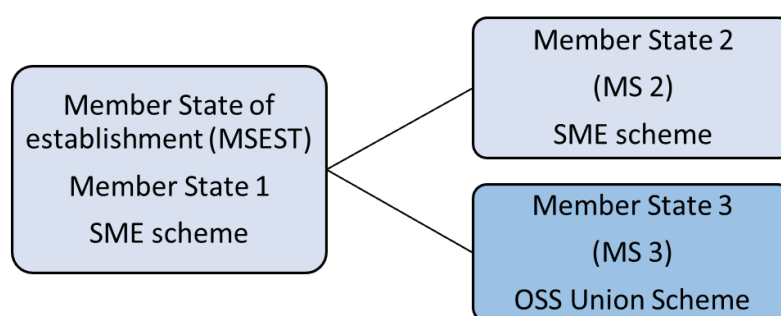 Member State of
establishment (MSEST)
Member State 1
SME scheme
Member State 2
(MS 2)
SME scheme
Member State 3
(MS 3)
OSS Union Scheme